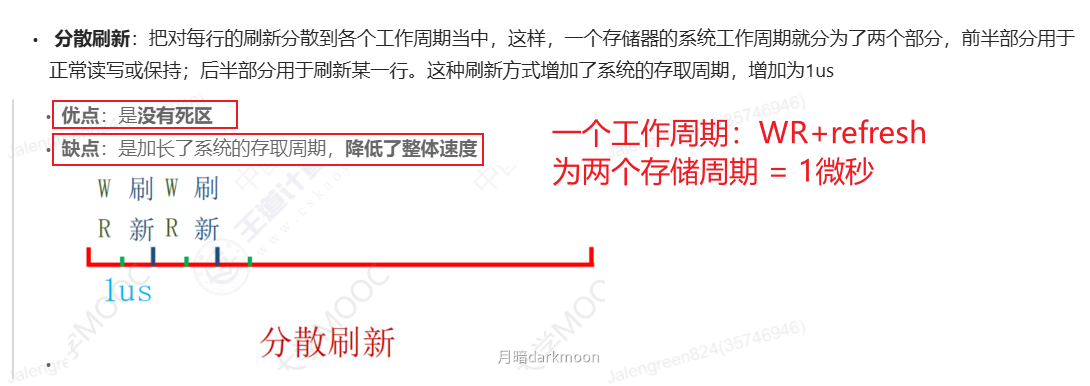 分散刷新：把对每行的刷新分散到各个工作周期当中，这样，一个存储器的系统工作周期就分为了两个部分，前半部分用于
正常读写或保持；后半部分用于刷新某一行。这种刷新方式增加了系统的存取周期，增加为1us
优点：是没有死区
缺点：是加长了系统的存取周期，降低了整体速度
一个工作周期：WR+refresh
为两个存储周期 = 1微秒
W 刷 W 刷
R 新 R 新
1us
分散刷新
月暗darkmoon
Jalengreen824(35746946)